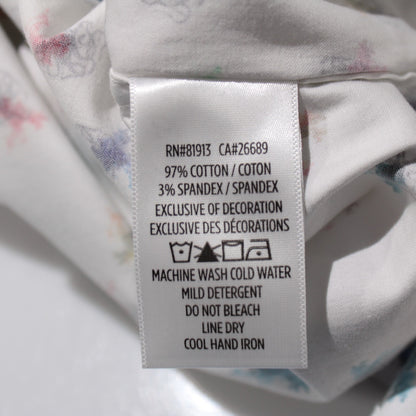 RN#81913 CA#26689
97% COTTON / COTON
3% SPANDEX / SPANDEX
EXCLUSIVE OF DECORATION
EXCLUSIVE DES DÉCORATIONS
MACHINE WASH COLD WATER
MILD DETERGENT
DO NOT BLEACH
LINE DRY
COOL HAND IRON